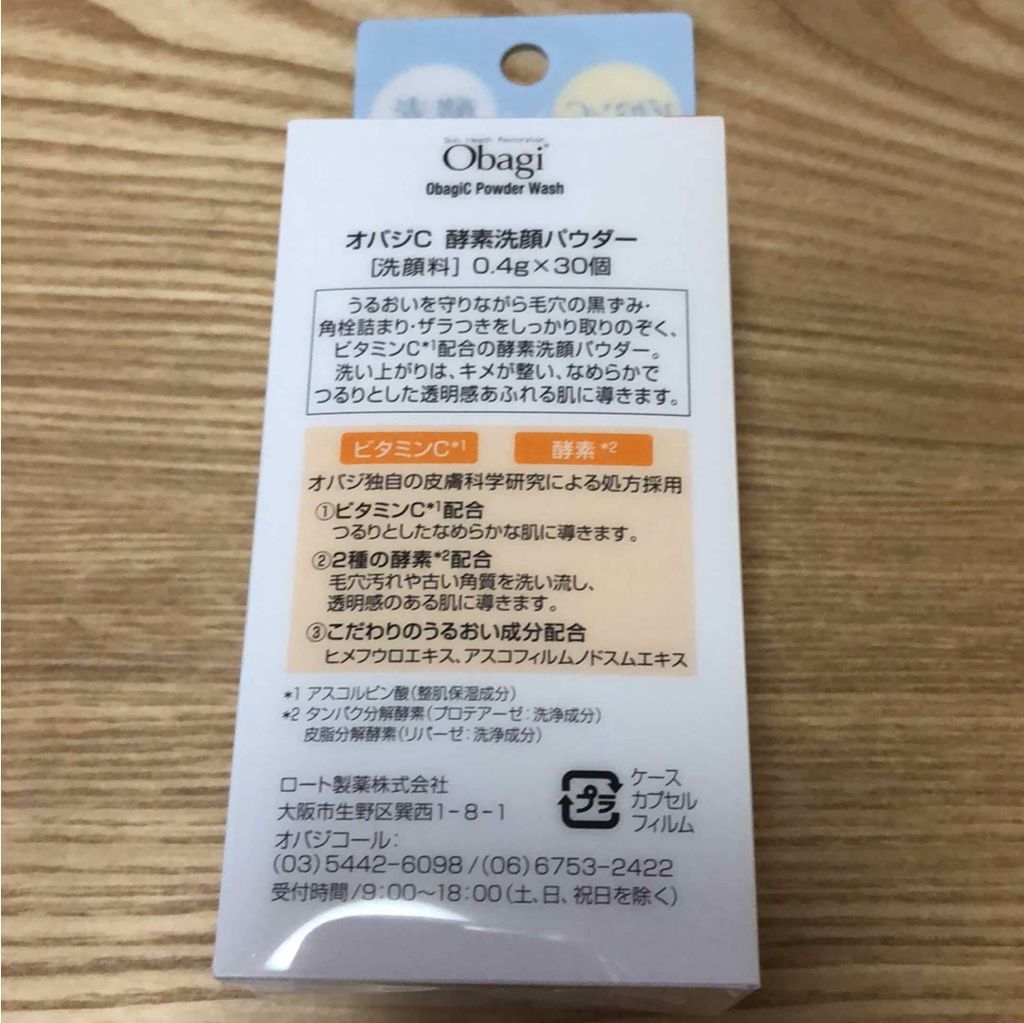 Skin Health Restoration
Obagi®
ObagiC Powder Wash
オバジC 酵素洗顔パウダー
[洗顔料] 0.4g×30個
うるおいを守りながら毛穴の黒ずみ・
角栓詰まり・ザラつきをしっかり取りのぞく、
ビタミンC*1配合の酵素洗顔パウダー。
洗い上がりは、キメが整い、なめらかで
つるりとした透明感あふれる肌に導きます。
ビタミンC*1 酵素*2
オバジ独自の皮膚科学研究による処方採用
①ビタミンC*1配合
つるりとしたなめらかな肌に導きます。
②2種の酵素*2配合
毛穴汚れや古い角質を洗い流し、
透明感のある肌に導きます。
③こだわりのうるおい成分配合
ヒメフウロエキス、アスコフィルムノドスムエキス
*1 アスコルビン酸(整肌保湿成分)
*2 タンパク分解酵素(プロテアーゼ:洗浄成分)
皮脂分解酵素(リパーゼ:洗浄成分)
ロート製薬株式会社
大阪市生野区巽西1-8-1
オバジコール:
(03)5442-6098/(06)6753-2422
受付時間/9:00~18:00(土、日、祝日を除く)
プラ
ケース
カプセル
フィルム